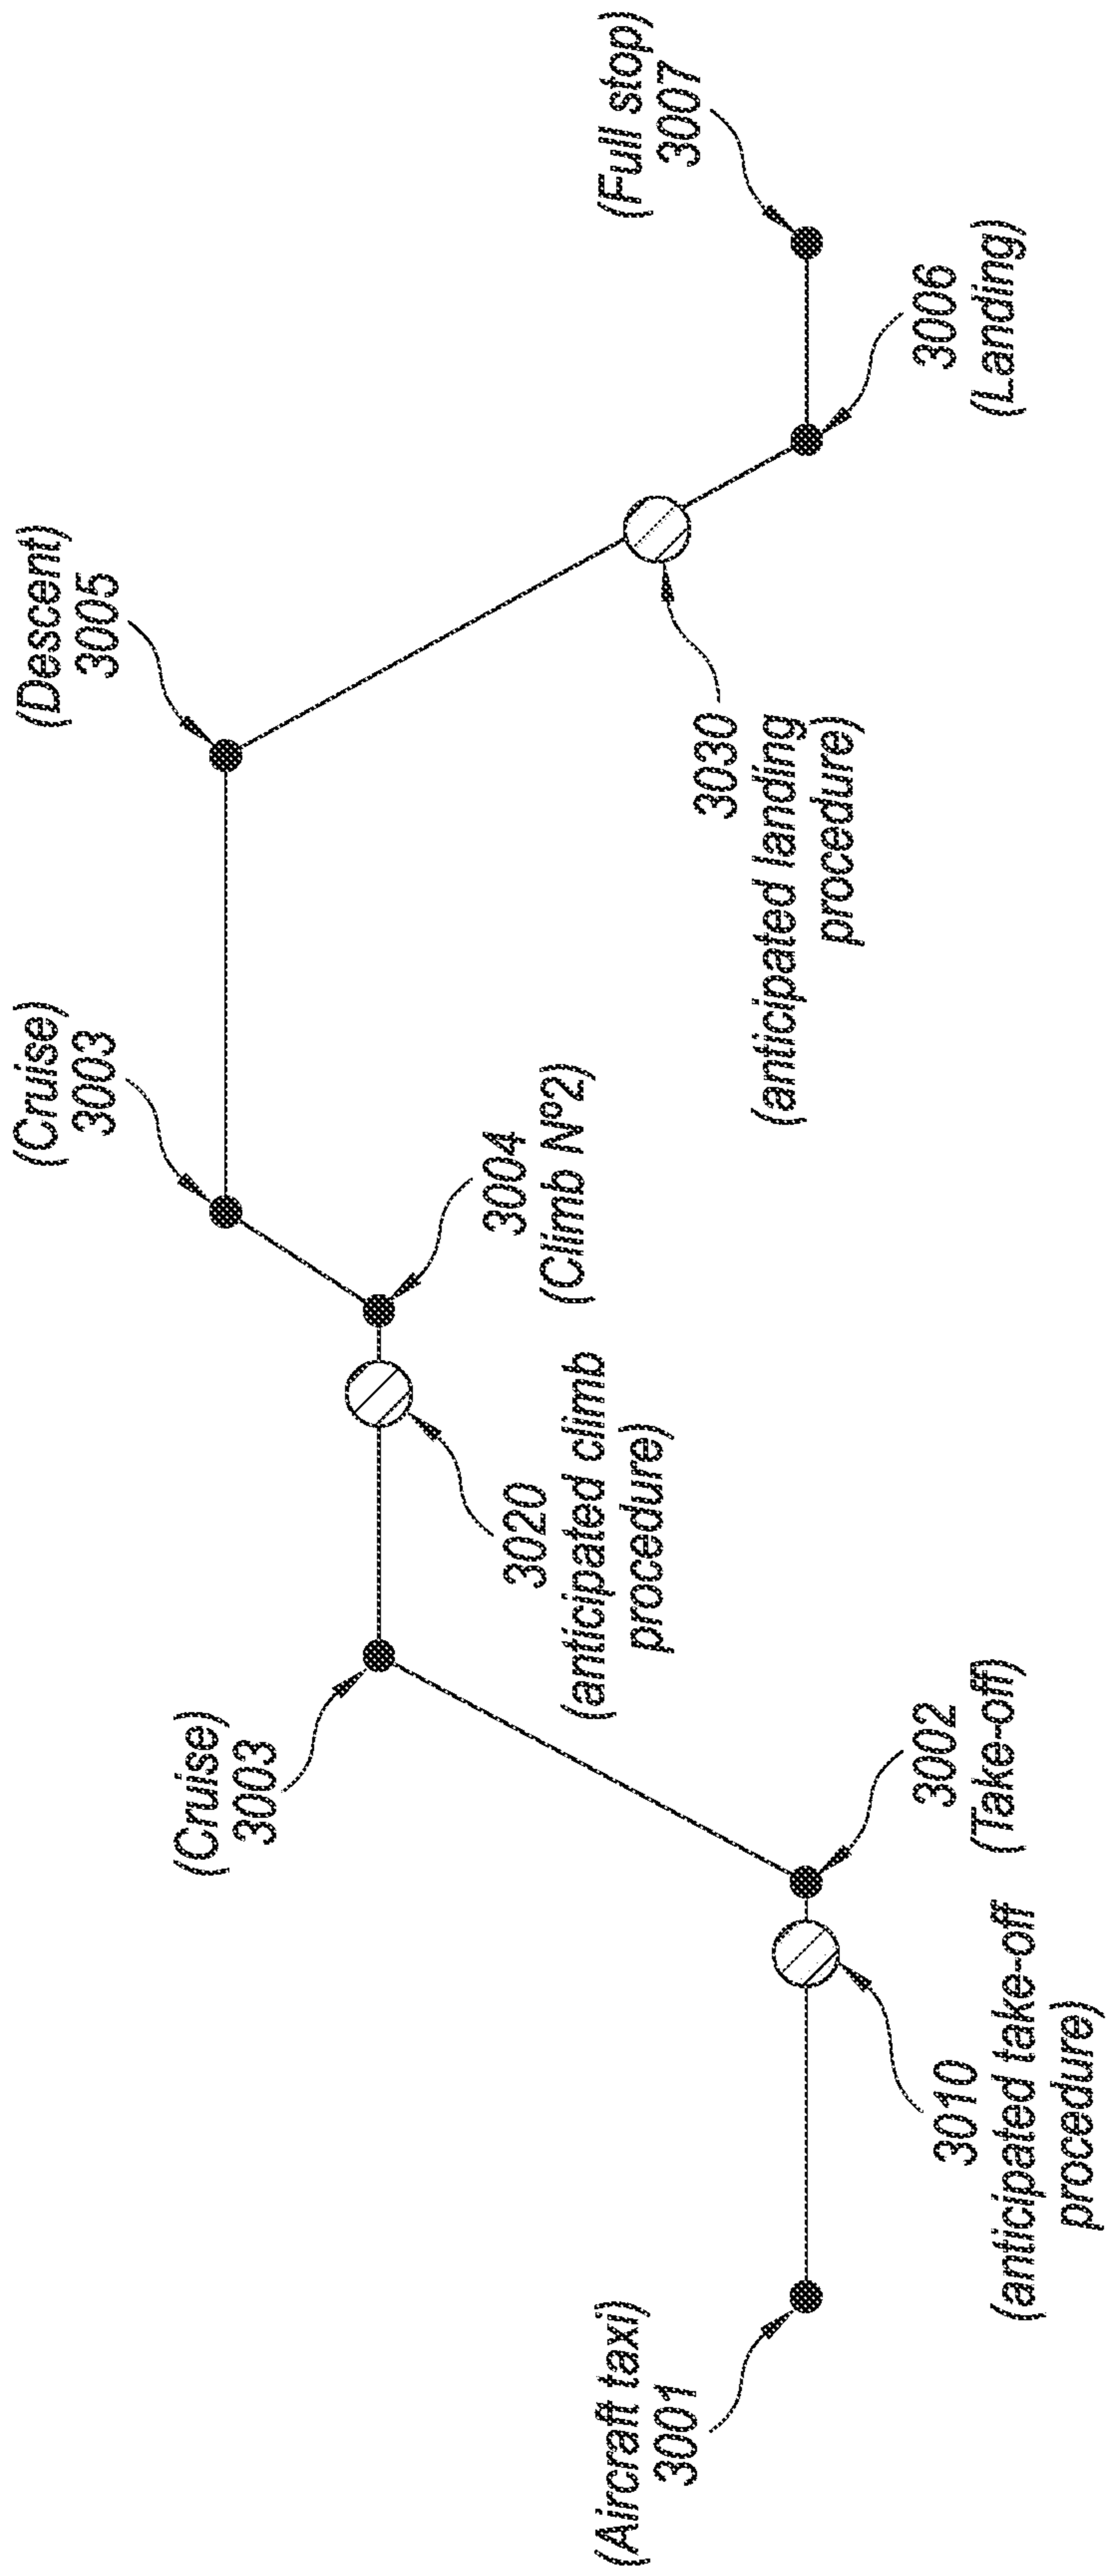 (Aircraft taxi)
3001
3010
(anticipated take-off
procedure)
3002
(Take-off)
(Cruise)
3003
3020
(anticipated climb
procedure)
3004
(Climb Nº2)
(Cruise)
3003
(Descent)
3005
3030
(anticipated landing
procedure)
3006
(Landing)
(Full stop)
3007